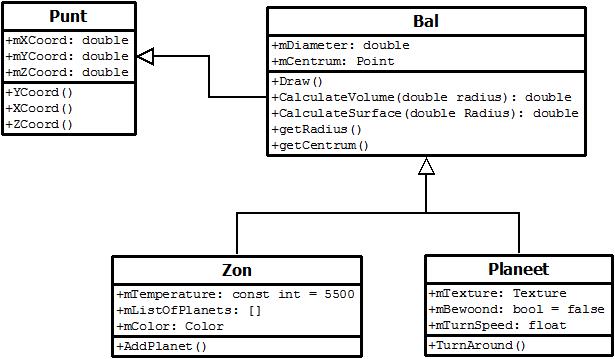 Punt
+mXCoord: double
+mYCoord: double
+mZCoord: double
+YCoord()
+XCoord()
+ZCoord()
Bal
+mDiameter: double
+mCentrum: Point
+Draw()
+CalculateVolume(double radius): double
+CalculateSurface(double Radius): double
+getRadius()
+getCentrum()
Zon
+mTemperature: const int = 5500
+mListOfPlanets: []
+mColor: Color
+AddPlanet()
Planeet
+mTexture: Texture
+mBewoond: bool = false
+mTurnSpeed: float
+TurnAround()